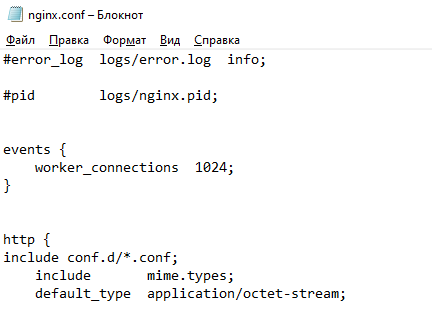 nginx.conf – Блокнот
Файл Правка Формат Вид Справка
#error_log  logs/error.log  info;
#pid        logs/nginx.pid;
events {
    worker_connections  1024;
}
http {
include conf.d/*.conf;
    include       mime.types;
    default_type  application/octet-stream;